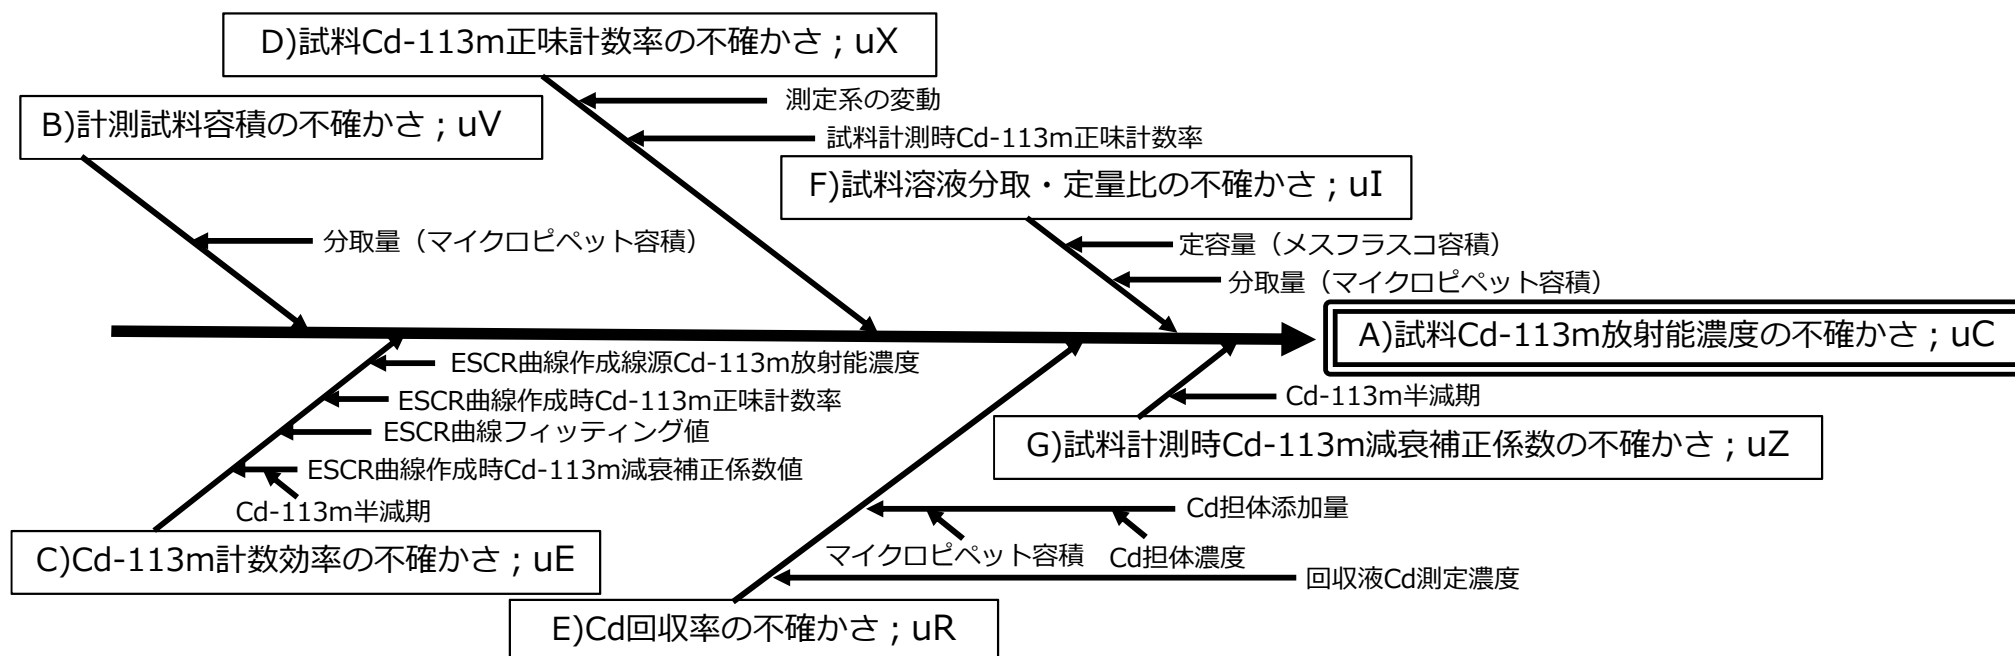 D)試料Cd-113m正味計数率の不確かさ；uX
測定系の変動
B)計測試料容積の不確かさ；uV
試料計測時Cd-113m正味計数率
F)試料溶液分取・定量比の不確かさ；uI
分取量（マイクロピペット容積）
定容量（メスフラスコ容積）
分取量（マイクロピペット容積）
A)試料Cd-113m放射能濃度の不確かさ；uC
ESCR曲線作成線源Cd-113m放射能濃度
ESCR曲線作成時Cd-113m正味計数率
Cd-113m半減期
ESCR曲線フィッティング値
G)試料計測時Cd-113m減衰補正係数の不確かさ；uZ
ESCR曲線作成時Cd-113m減衰補正係数値
Cd-113m半減期
Cd担体添加量
C)Cd-113m計数効率の不確かさ；uE
マイクロピペット容積
Cd担体濃度
回収液Cd測定濃度
E)Cd回収率の不確かさ；uR